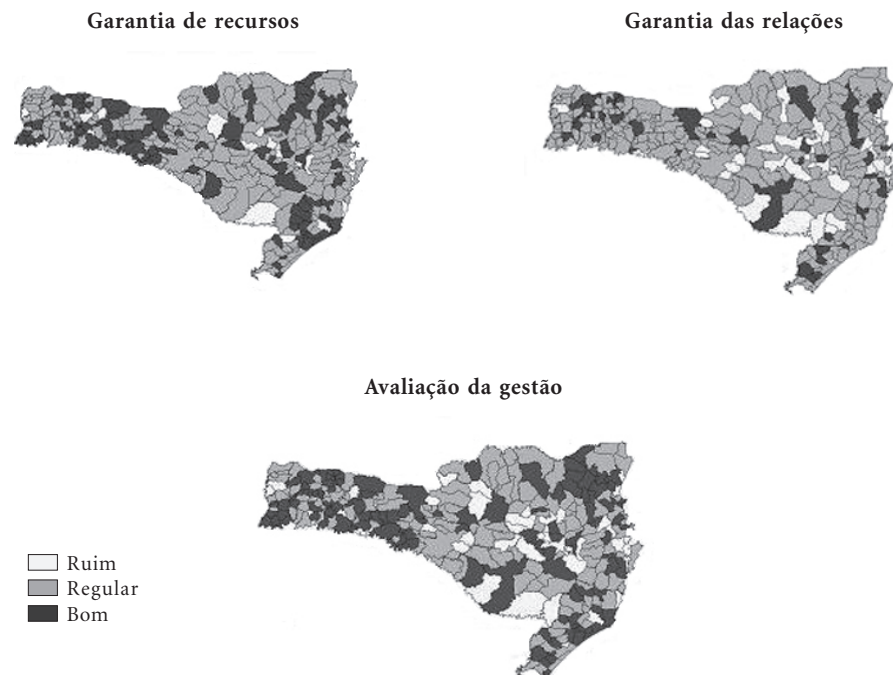 Garantia de recursos
Garantia das relações
Avaliação da gestão
Ruim
Regular
Bom